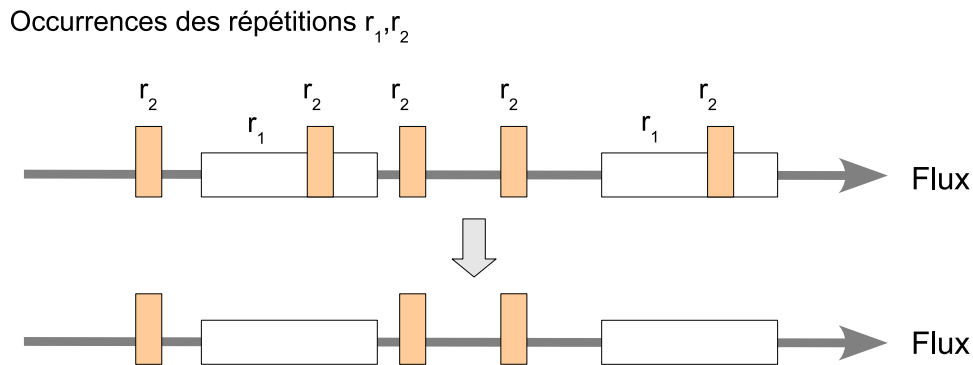 Occurrences des répétitions r₁,r₂
r₂ r₂ r₂ r₂ r₂
r₁ r₁
Flux
Flux